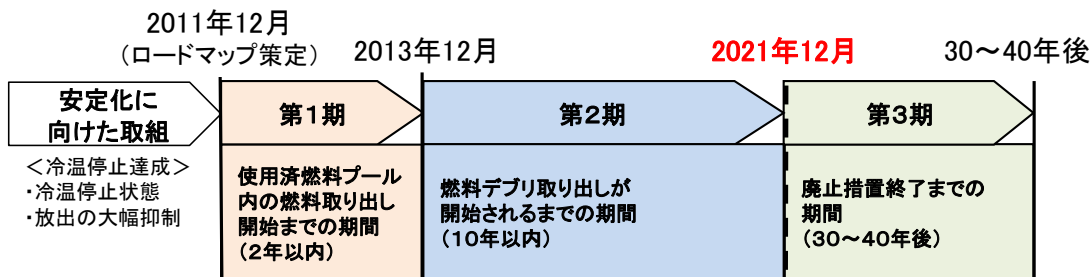 2011年12月
（ロードマップ策定）
2013年12月
2021年12月
30～40年後
安定化に
向けた取組
第1期
第2期
第3期
＜冷温停止達成＞
・冷温停止状態
・放出の大幅抑制
使用済燃料プール
内の燃料取り出し
開始までの期間
（2年以内）
燃料デブリ取り出しが
開始されるまでの期間
（10年以内）
廃止措置終了までの
期間
（30～40年後）